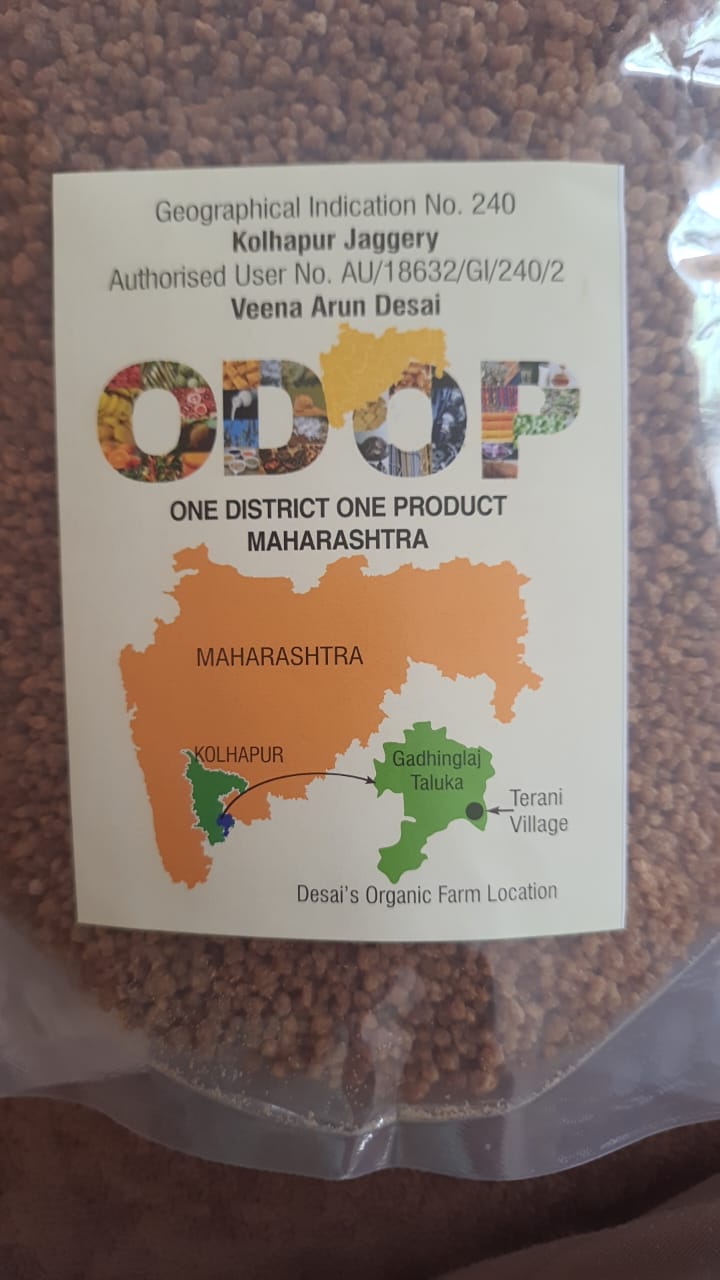 Geographical Indication No. 240
Kolhapur Jaggery
Authorised User No. AU/18632/GI/240/2
Veena Arun Desai
ODOP
ONE DISTRICT ONE PRODUCT
MAHARASHTRA
MAHARASHTRA
KOLHAPUR
Gadhinglaj
Taluka
Terani
Village
Desai's Organic Farm Location